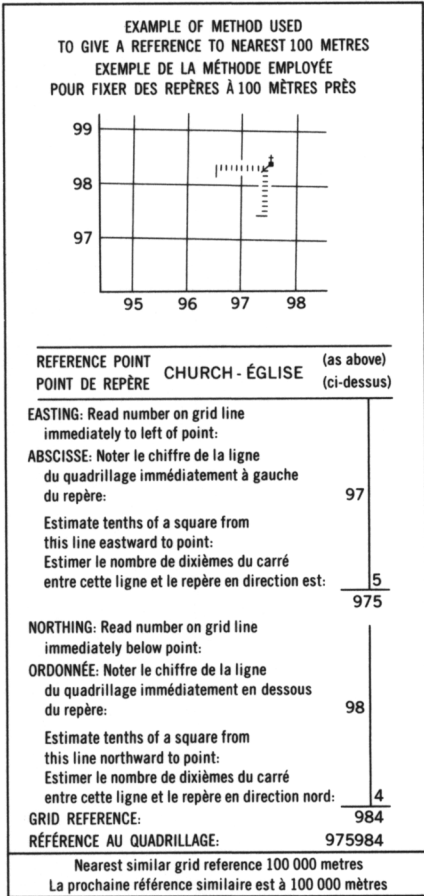 EXAMPLE OF METHOD USED
TO GIVE A REFERENCE TO NEAREST 100 METRES
EXEMPLE DE LA MÉTHODE EMPLOYÉE
POUR FIXER DES REPÈRES À 100 MÈTRES PRÈS
99
98
97
95 96 97 98
REFERENCE POINT CHURCH - ÉGLISE (as above)
POINT DE REPÈRE (ci-dessus)
EASTING: Read number on grid line
immediately to left of point:
ABSCISSE: Noter le chiffre de la ligne
du quadrillage immédiatement à gauche
du repère: 97
Estimate tenths of a square from
this line eastward to point:
Estimer le nombre de dixièmes du carré
entre cette ligne et le repère en direction est: 5
975
NORTHING: Read number on grid line
immediately below point:
ORDONNÉE: Noter le chiffre de la ligne
du quadrillage immédiatement en dessous
du repère: 98
Estimate tenths of a square from
this line northward to point:
Estimer le nombre de dixièmes du carré
entre cette ligne et le repère en direction nord: 4
GRID REFERENCE: 984
RÉFÉRENCE AU QUADRILLAGE: 975984
Nearest similar grid reference 100 000 metres
La prochaine référence similaire est à 100 000 mètres